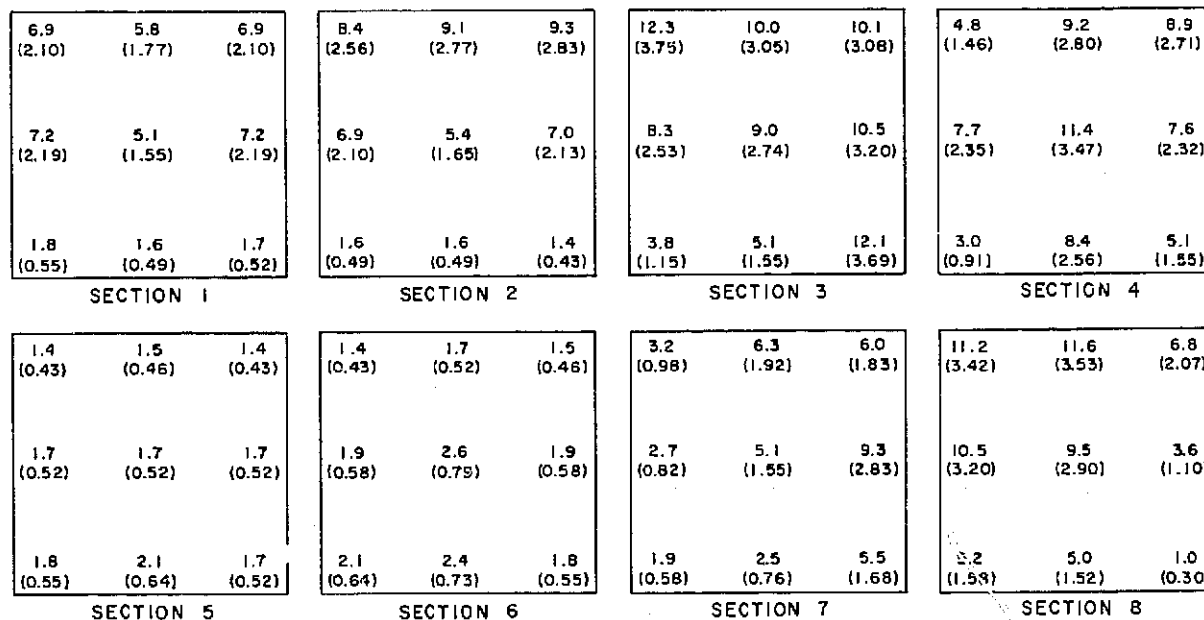 6.9 5.8 6.9 8.4 9.1 9.3 12.3 10.0 10.1 4.8 9.2 8.9
(2.10) (1.77) (2.10) (2.56) (2.77) (2.83) (3.75) (3.05) (3.08) (1.46) (2.80) (2.71)
7.2 5.1 7.2 6.9 5.4 7.0 8.3 9.0 10.5 7.7 11.4 7.6
(2.19) (1.55) (2.19) (2.10) (1.65) (2.13) (2.53) (2.74) (3.20) (2.35) (3.47) (2.32)
1.8 1.6 1.7 1.6 1.6 1.4 3.8 5.1 12.1 3.0 8.4 5.1
(0.55) (0.49) (0.52) (0.49) (0.49) (0.43) (1.15) (1.55) (3.69) (0.91) (2.56) (1.55)
SECTION 1 SECTION 2 SECTION 3 SECTION 4
1.4 1.5 1.4 1.4 1.7 1.5 3.2 6.3 6.0 11.2 11.6 6.8
(0.43) (0.46) (0.43) (0.43) (0.52) (0.46) (0.98) (1.92) (1.83) (3.42) (3.53) (2.07)
1.7 1.7 1.7 1.9 2.6 1.9 2.7 5.1 9.3 10.5 9.5 3.6
(0.52) (0.52) (0.52) (0.58) (0.79) (0.58) (0.82) (1.55) (2.83) (3.20) (2.90) (1.10)
1.8 2.1 1.7 2.1 2.4 1.8 1.9 2.5 5.5 5.0 1.0
(0.55) (0.64) (0.52) (0.64) (0.73) (0.55) (0.58) (0.76) (1.68) (1.52) (0.30)
SECTION 5 SECTION 6 SECTION 7 SECTION 8